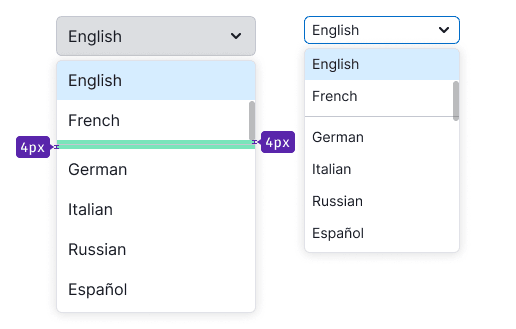 English
English
French
4px
4px
German
Italian
Russian
Español
English
English
French
German
Italian
Russian
Español